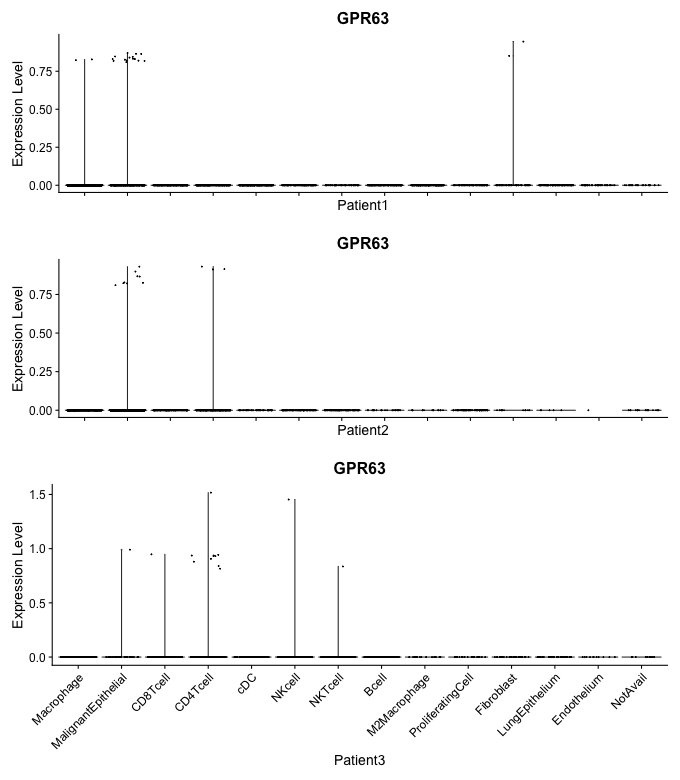 GPR63
Expression Level
0.75
0.50
0.25
0.00
Patient1
GPR63
Expression Level
0.75
0.50
0.25
0.00
Patient2
GPR63
Expression Level
1.5
1.0
0.5
0.0
Macrophage
MalignantEpithelial
CD8Tcell
CD4Tcell
cDC
NKcell
NKTcell
Bcell
M2Macrophage
ProliferatingCell
Fibroblast
LungEpithelium
Endothelium
NotAvail
Patient3